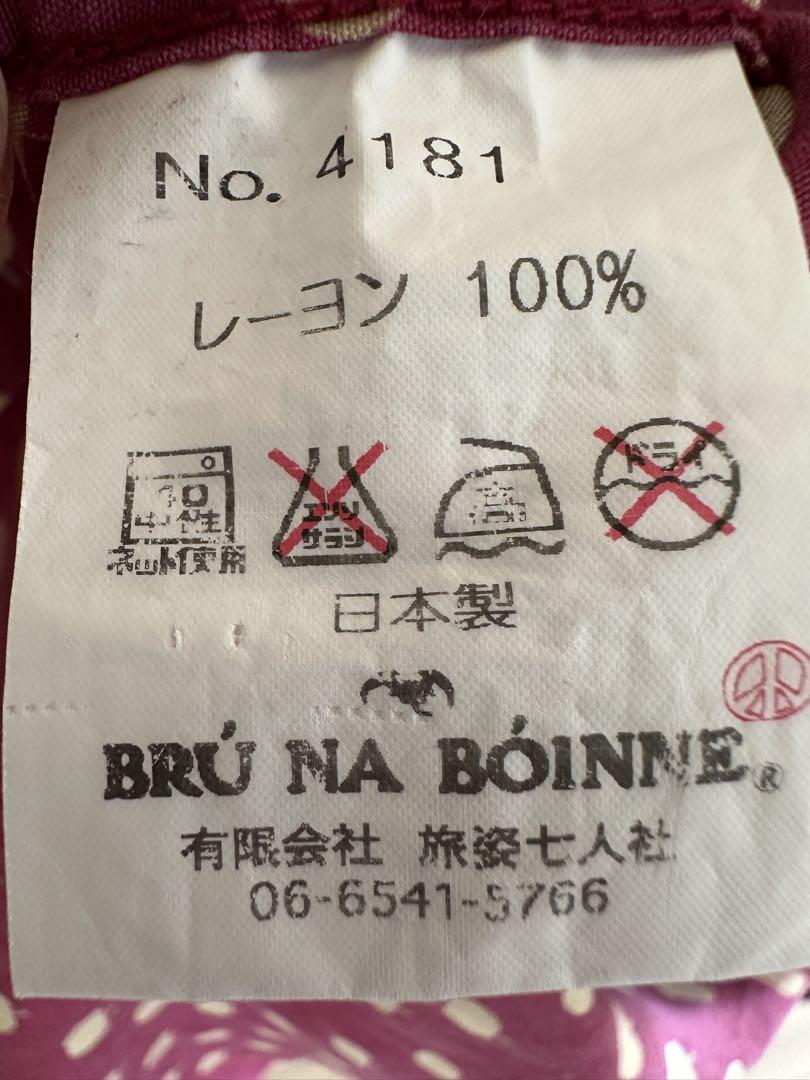 No. 4181
レーヨン 100%
40
中性
ネット使用
エンソ
サラシ
高
ドライ
日本製
BRÚ NA BÓINNE®
有限会社 旅姿七人社
06-6541-5766